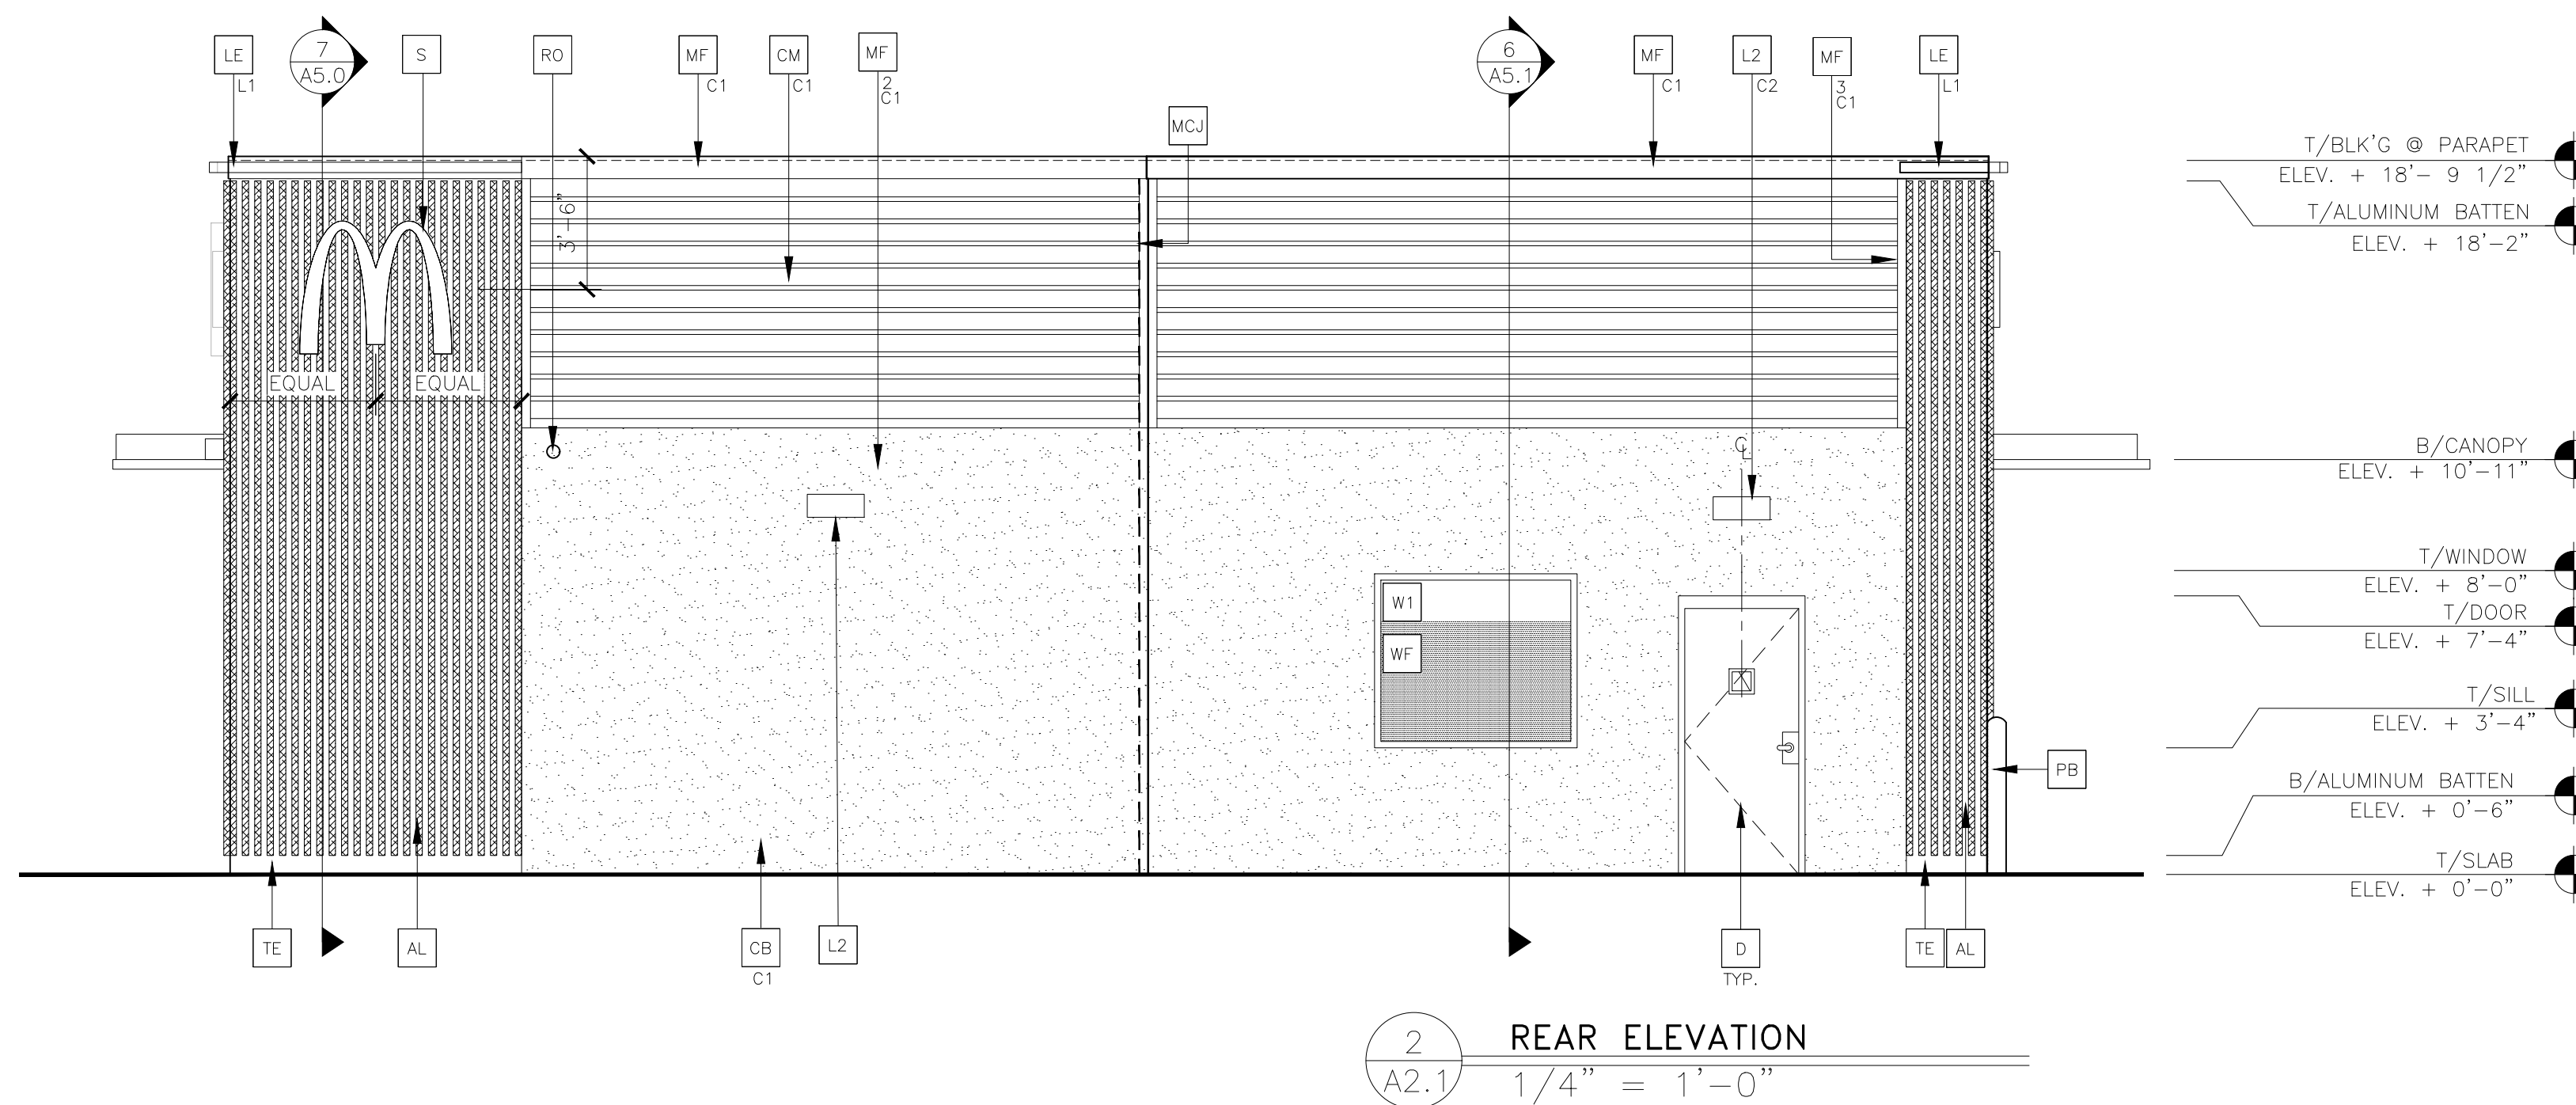 LE
L1
7
A5.0
S
RO
MF
C1
CM
C1
MF
2
C1
MCJ
6
A5.1
MF
C1
L2
C2
MF
3
C1
LE
L1
3'-6"
EQUAL
EQUAL
CL
W1
WF
PB
TE
AL
CB
C1
L2
D
TYP.
TE
AL
T/BLK'G @ PARAPET
ELEV. + 18'- 9 1/2"
T/ALUMINUM BATTEN
ELEV. + 18'-2"
B/CANOPY
ELEV. + 10'-11"
T/WINDOW
ELEV. + 8'-0"
T/DOOR
ELEV. + 7'-4"
T/SILL
ELEV. + 3'-4"
B/ALUMINUM BATTEN
ELEV. + 0'-6"
T/SLAB
ELEV. + 0'-0"
2
A2.1
REAR ELEVATION
1/4" = 1'-0"